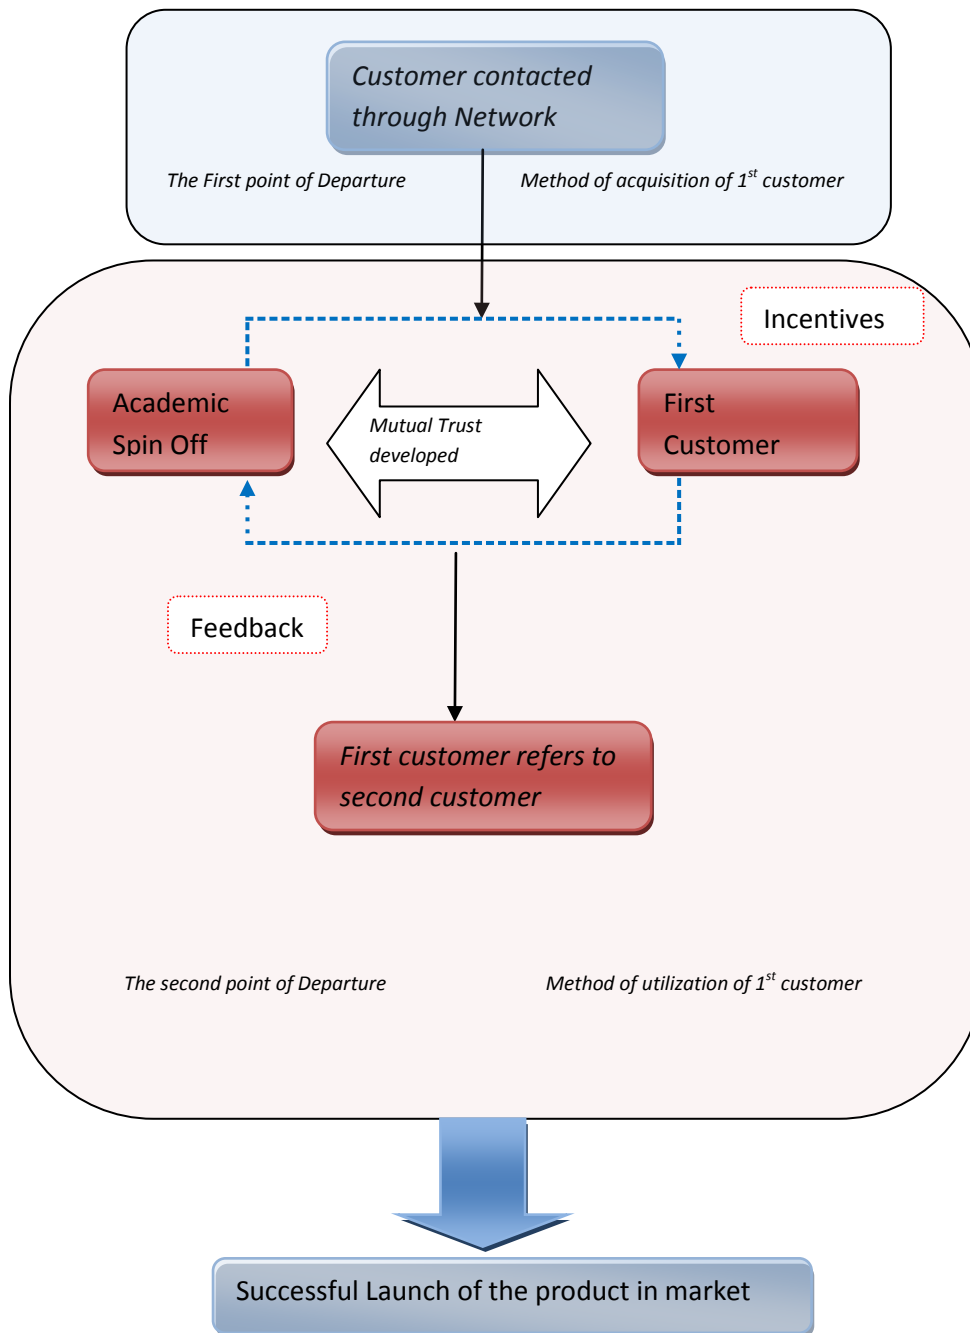 Customer contacted
through Network
The First point of Departure
Method of acquisition of 1st customer
Incentives
Academic
Spin Off
Mutual Trust
developed
First
Customer
Feedback
First customer refers to
second customer
The second point of Departure
Method of utilization of 1st customer
Successful Launch of the product in market